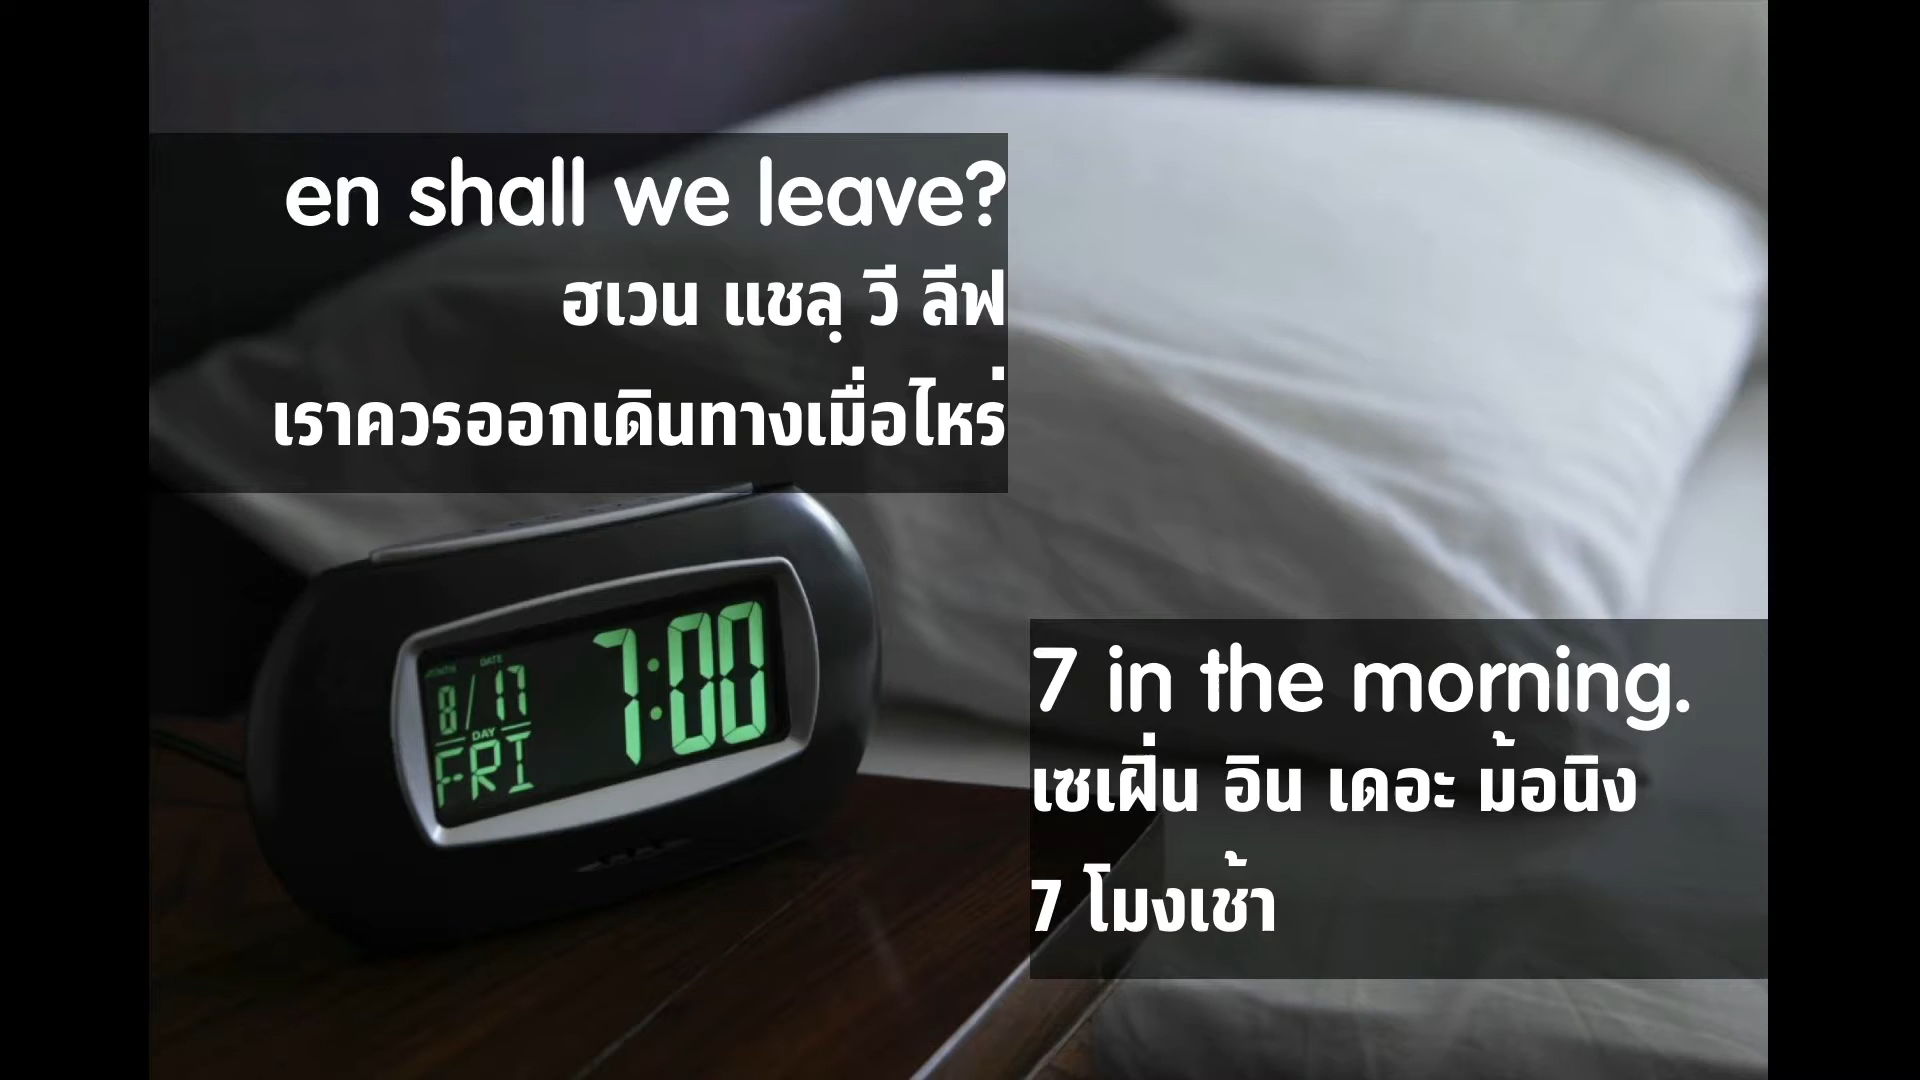 en shall we leave?
ฮเวน แชลฺ วี ลีฟ
เราควรออกเดินทางเมื่อไหร่
7 in the morning.
เซเฝิ่น อิน เดอะ ม้อนิง
7 โมงเช้า
MONTH DATE
8/17
7:00
DAY
FRI